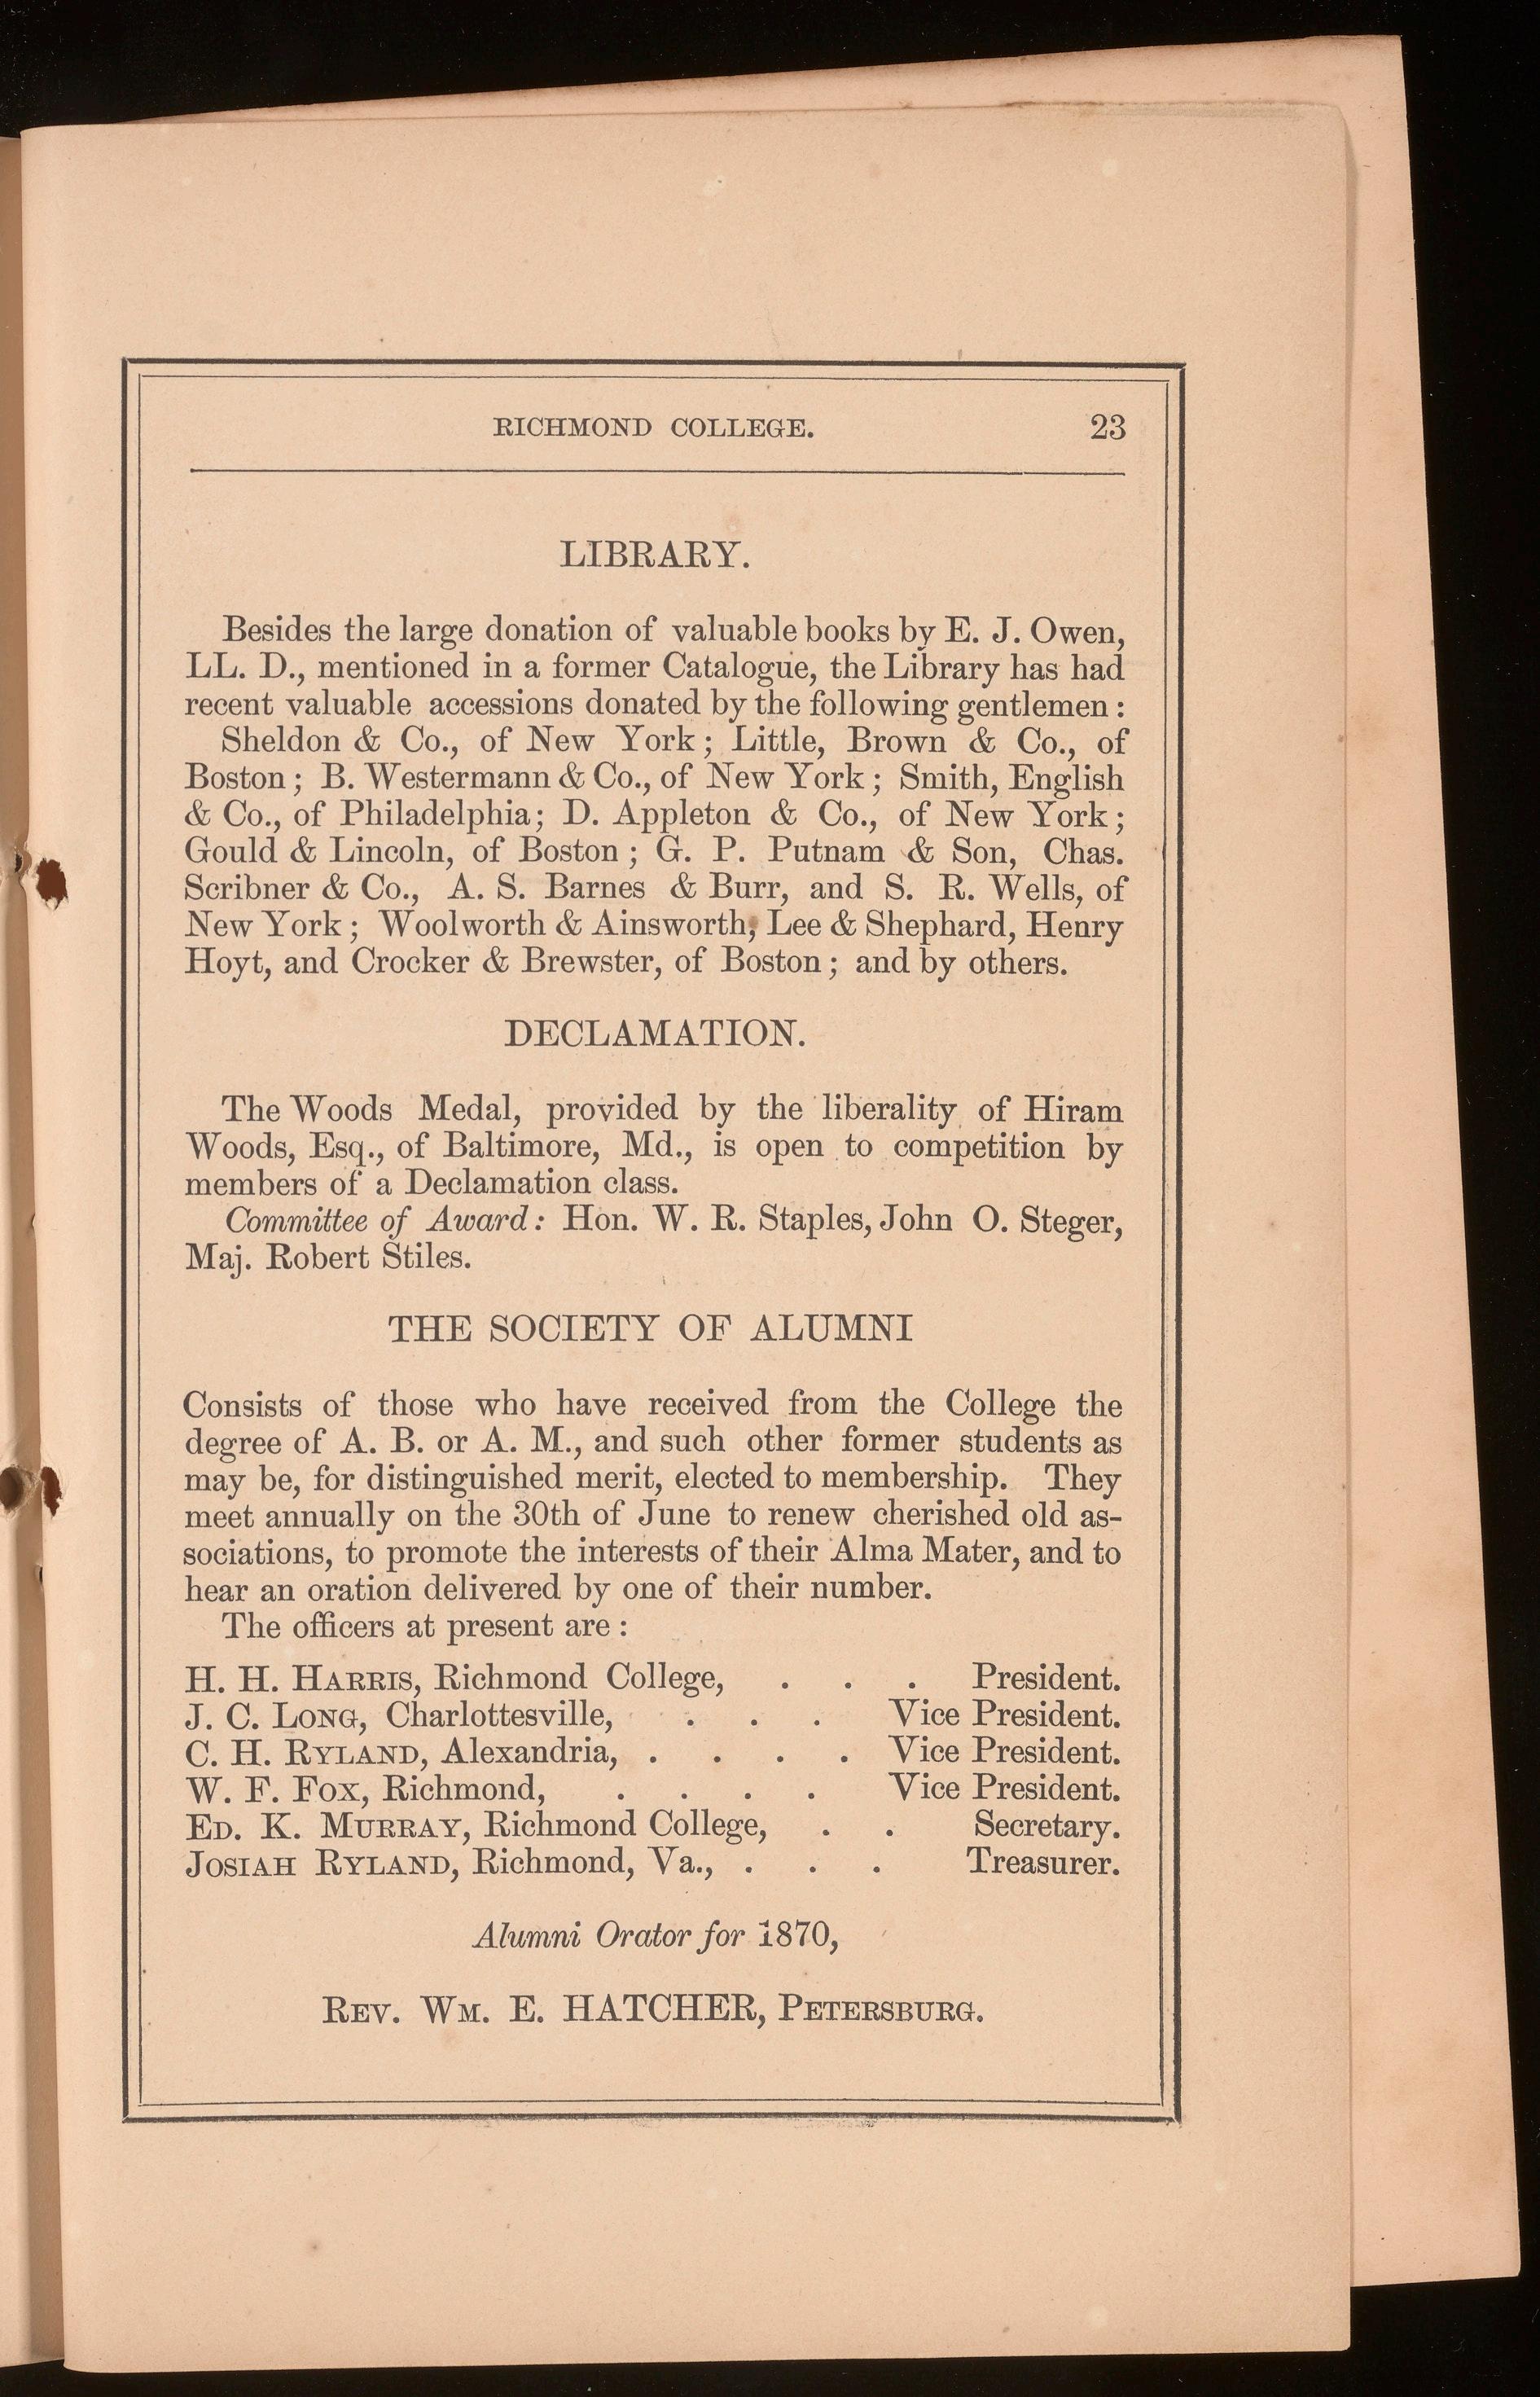 RICHMOND COLLEGE. 23
LIBRARY.
Besides the large donation of valuable books by E. J. Owen,
LL. D., mentioned in a former Catalogue, the Library has had
recent valuable accessions donated by the following gentlemen :
Sheldon & Co., of New York ; Little, Brown & Co., of
Boston ; B. Westermann & Co., of New York ; Smith, English
& Co., of Philadelphia; D. Appleton & Co., of New York ;
Gould & Lincoln, of Boston ; G. P. Putnam & Son, Chas.
Scribner & Co., A. S. Barnes & Burr, and S. R. Wells, of
New York ; Woolworth & Ainsworth, Lee & Shephard, Henry
Hoyt, and Crocker & Brewster, of Boston ; and by others.
DECLAMATION.
The Woods Medal, provided by the liberality of Hiram
Woods, Esq., of Baltimore, Md., is open to competition by
members of a Declamation class.
Committee of Award : Hon. W. R. Staples, John O. Steger,
Maj. Robert Stiles.
THE SOCIETY OF ALUMNI
Consists of those who have received from the College the
degree of A. B. or A. M., and such other former students as
may be, for distinguished merit, elected to membership. They
meet annually on the 30th of June to renew cherished old as-
sociations, to promote the interests of their Alma Mater, and to
hear an oration delivered by one of their number.
The officers at present are :
H. H. HARRIS, Richmond College, . . . President.
J. C. LONG, Charlottesville, . . . Vice President.
C. H. RYLAND, Alexandria, . . . . Vice President.
W. F. FOX, Richmond, . . . . Vice President.
ED. K. MURRAY, Richmond College, . . Secretary.
JOSIAH RYLAND, Richmond, Va., . . . Treasurer.
Alumni Orator for 1870,
REV. WM. E. HATCHER, PETERSBURG.